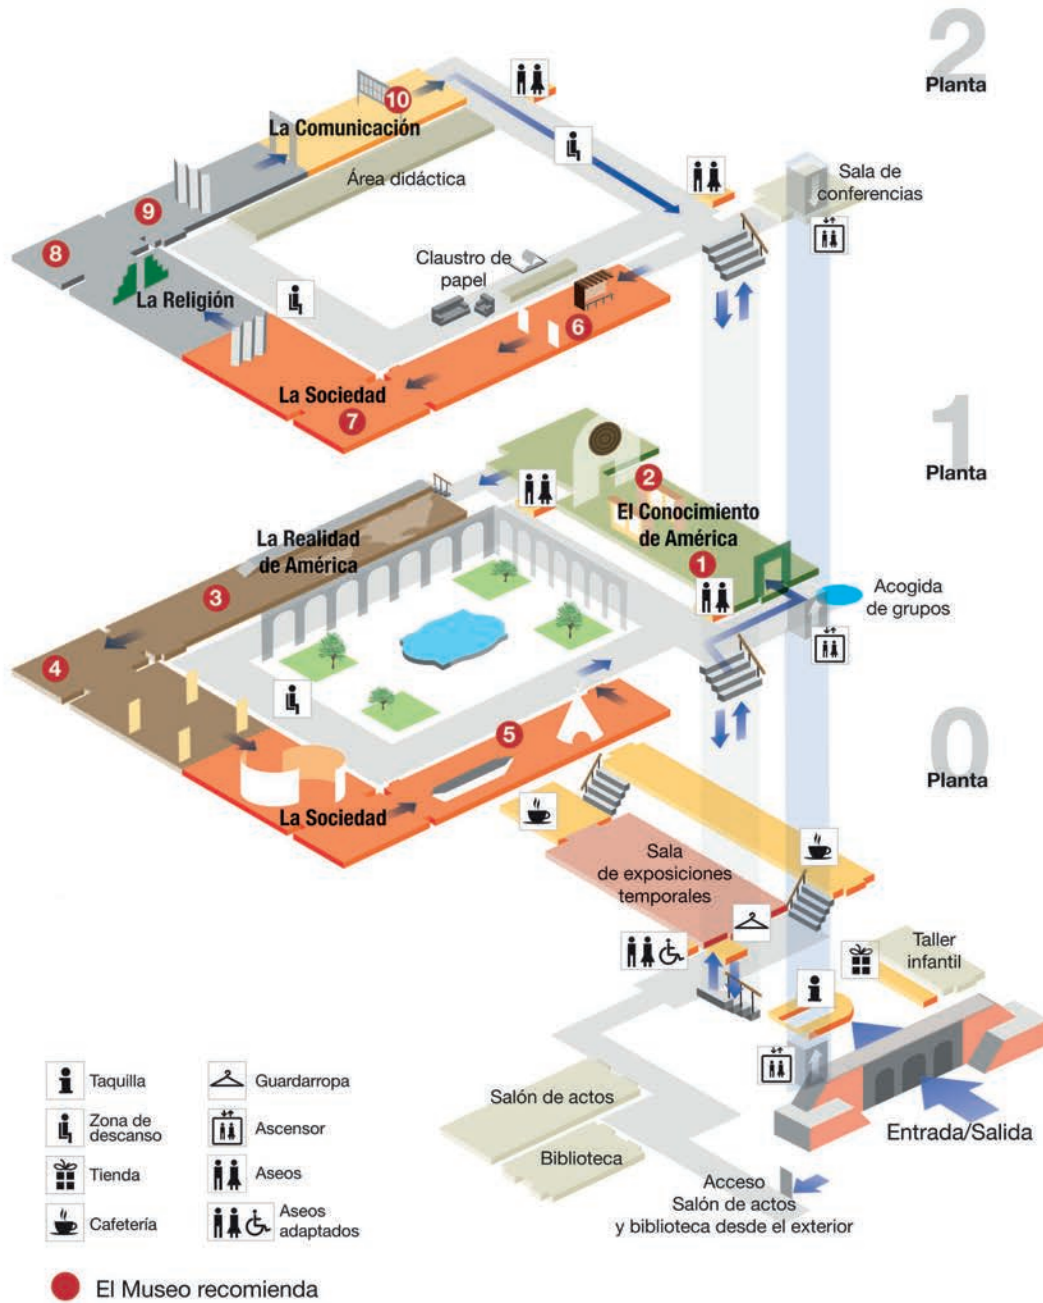 2
Planta
10
La Comunicación
Área didáctica
Sala de
conferencias
9
8
La Religión
Claustro de
papel
6
La Sociedad
7
1
Planta
2
El Conocimiento
de América
1
La Realidad
de América
3
Acogida
de grupos
4
5
La Sociedad
0
Planta
Sala
de exposiciones
temporales
Taller
infantil
Salón de actos
Biblioteca
Entrada/Salida
Acceso
Salón de actos
y biblioteca desde el exterior
Taquilla
Zona de
descanso
Tienda
Cafetería
Guardarropa
Ascensor
Aseos
Aseos
adaptados
El Museo recomienda